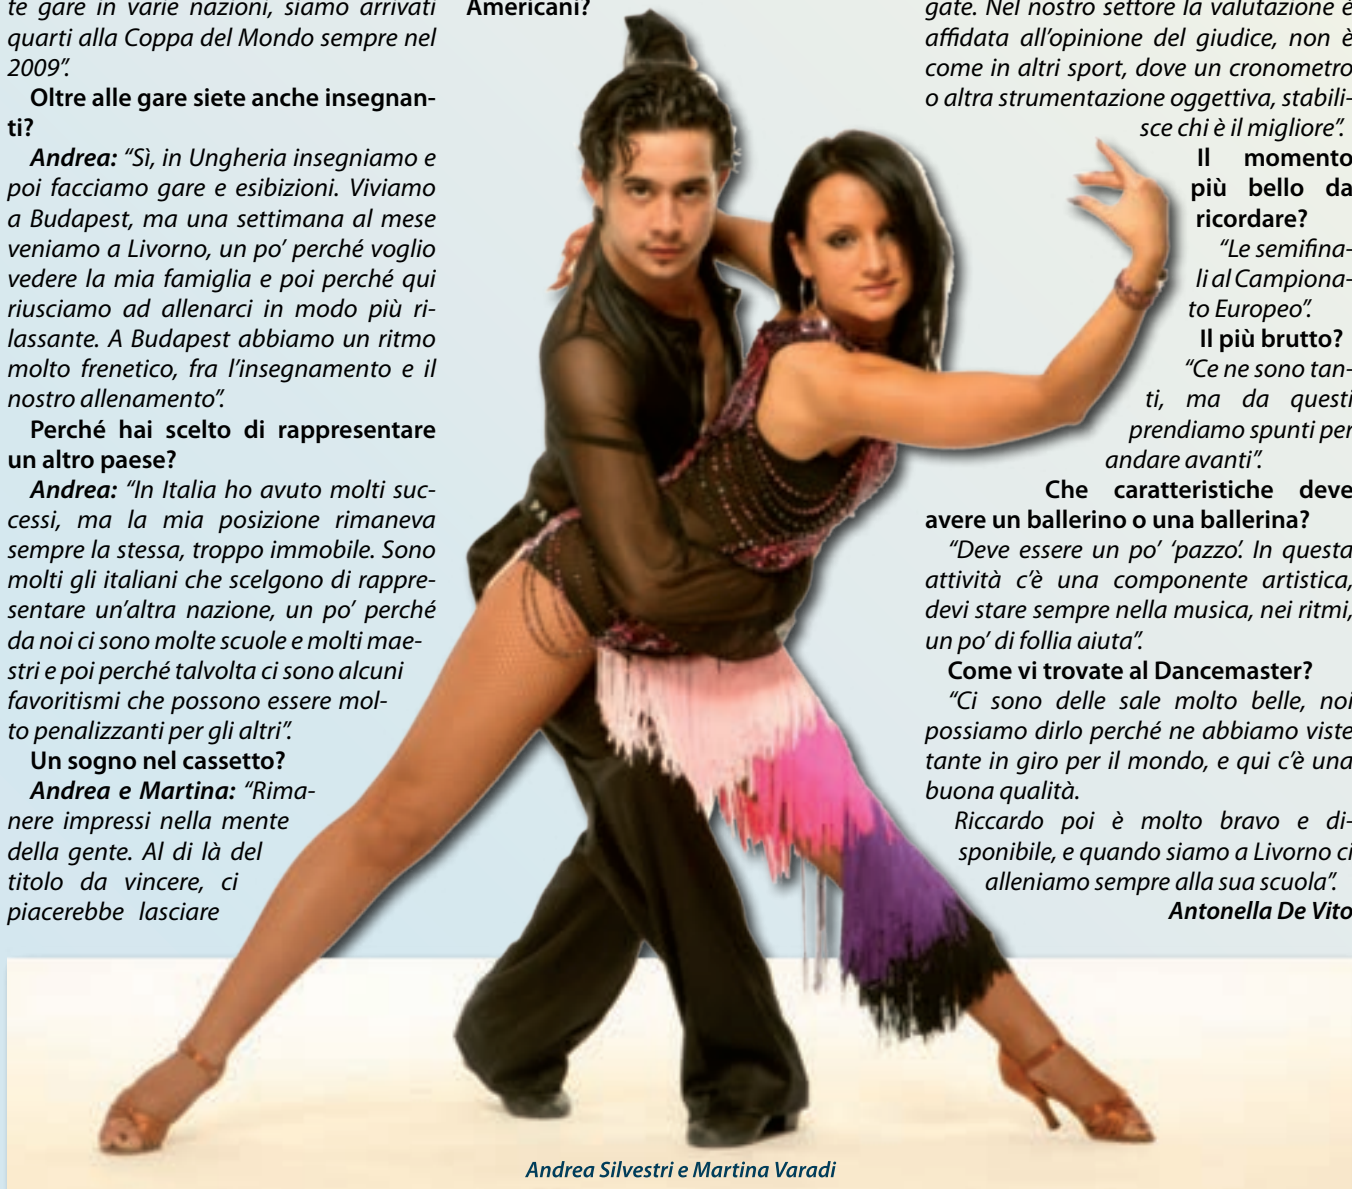 te gare in varie nazioni, siamo arrivati
quarti alla Coppa del Mondo sempre nel
2009”.
Oltre alle gare siete anche insegnan-
ti?
Andrea: “Sì, in Ungheria insegniamo e
poi facciamo gare e esibizioni. Viviamo
a Budapest, ma una settimana al mese
veniamo a Livorno, un po’ perché voglio
vedere la mia famiglia e poi perché qui
riusciamo ad allenarci in modo più ri-
lassante. A Budapest abbiamo un ritmo
molto frenetico, fra l’insegnamento e il
nostro allenamento”.
Perché hai scelto di rappresentare
un altro paese?
Andrea: “In Italia ho avuto molti suc-
cessi, ma la mia posizione rimaneva
sempre la stessa, troppo immobile. Sono
molti gli italiani che scelgono di rappre-
sentare un’altra nazione, un po’ perché
da noi ci sono molte scuole e molti mae-
stri e poi perché talvolta ci sono alcuni
favoritismi che possono essere mol-
to penalizzanti per gli altri”.
Un sogno nel cassetto?
Andrea e Martina: “Rima-
nere impressi nella mente
della gente. Al di là del
titolo da vincere, ci
piacerebbe lasciare
Americani?
gate. Nel nostro settore la valutazione è
affidata all’opinione del giudice, non è
come in altri sport, dove un cronometro
o altra strumentazione oggettiva, stabili-
sce chi è il migliore”.
Il momento
più bello da
ricordare?
“Le semifina-
li al Campiona-
to Europeo”.
Il più brutto?
“Ce ne sono tan-
ti, ma da questi
prendiamo spunti per
andare avanti”.
Che caratteristiche deve
avere un ballerino o una ballerina?
“Deve essere un po’ ‘pazzo’. In questa
attività c’è una componente artistica,
devi stare sempre nella musica, nei ritmi,
un po’ di follia aiuta”.
Come vi trovate al Dancemaster?
“Ci sono delle sale molto belle, noi
possiamo dirlo perché ne abbiamo viste
tante in giro per il mondo, e qui c’è una
buona qualità.
Riccardo poi è molto bravo e di-
sponibile, e quando siamo a Livorno ci
alleniamo sempre alla sua scuola”.
Antonella De Vito
Andrea Silvestri e Martina Varadi